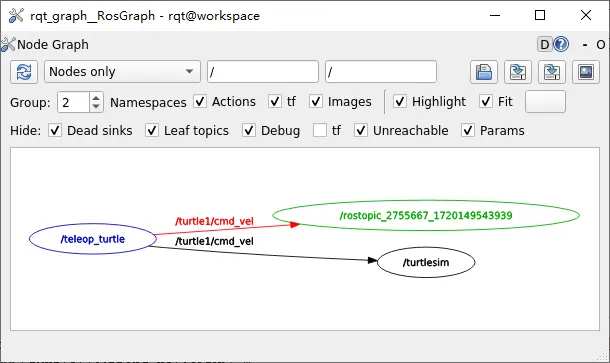 rqt_graph__RosGraph - rqt@workspace
Node Graph
D - O
Nodes only / /
Group: 2 Namespaces Actions tf Images Highlight Fit
Hide: Dead sinks Leaf topics Debug tf Unreachable Params
/turtle1/cmd_vel
/rostopic_2755667_1720149543939
/teleop_turtle
/turtle1/cmd_vel
/turtlesim